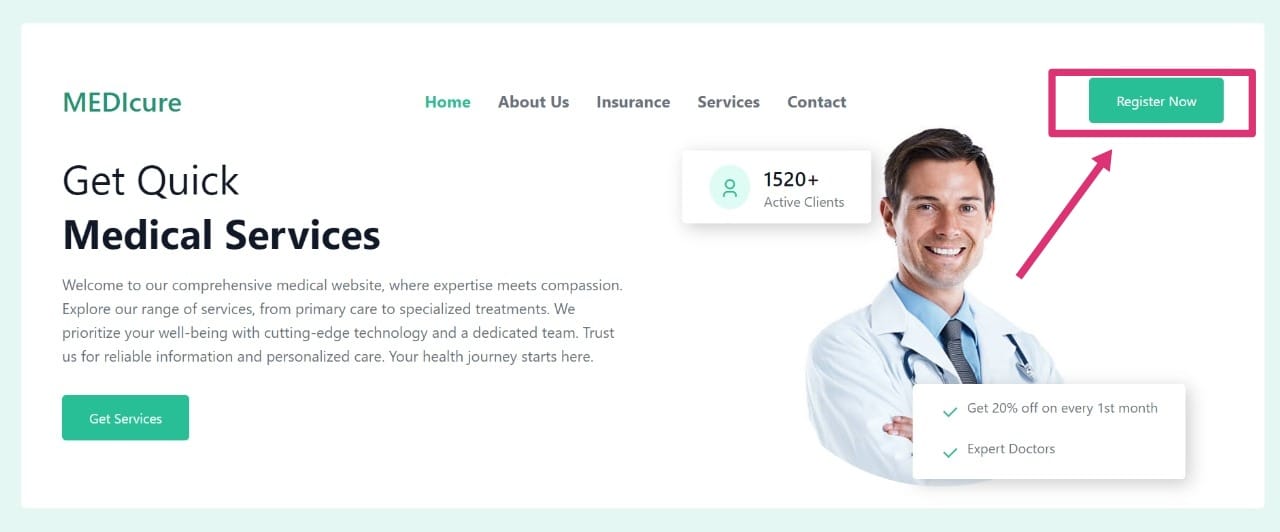 MEDIcure
Home
About Us
Insurance
Services
Contact
Register Now
Get Quick
Medical Services
Welcome to our comprehensive medical website, where expertise meets compassion.
Explore our range of services, from primary care to specialized treatments. We
prioritize your well-being with cutting-edge technology and a dedicated team. Trust
us for reliable information and personalized care. Your health journey starts here.
Get Services
1520+
Active Clients
Get 20% off on every 1st month
Expert Doctors